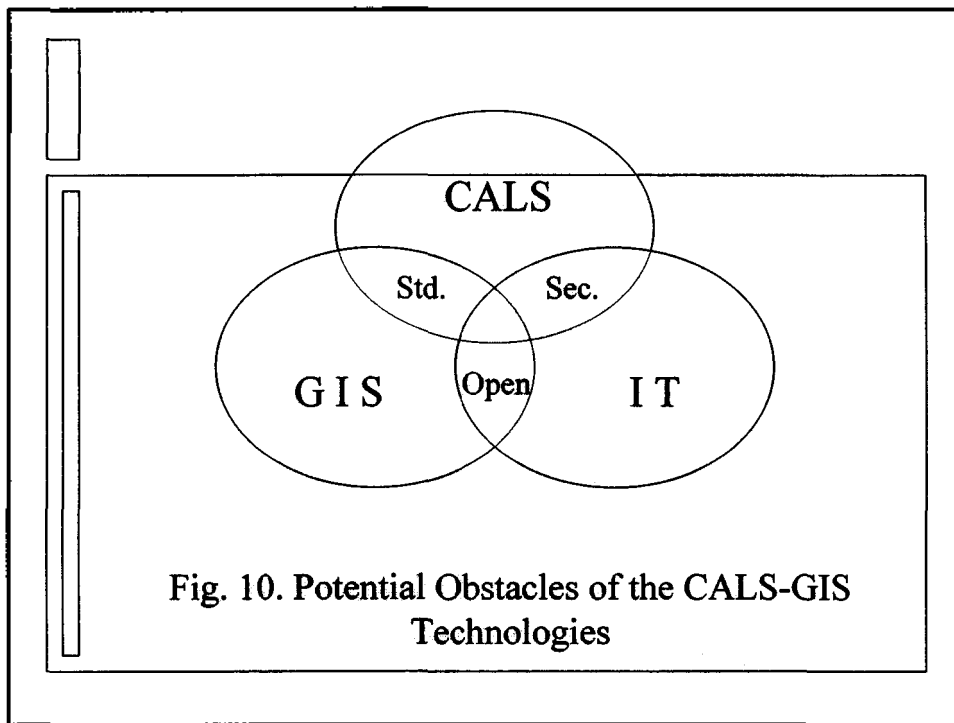 CALS
Std. Sec.
G I S Open I T
Fig. 10. Potential Obstacles of the CALS-GIS
Technologies